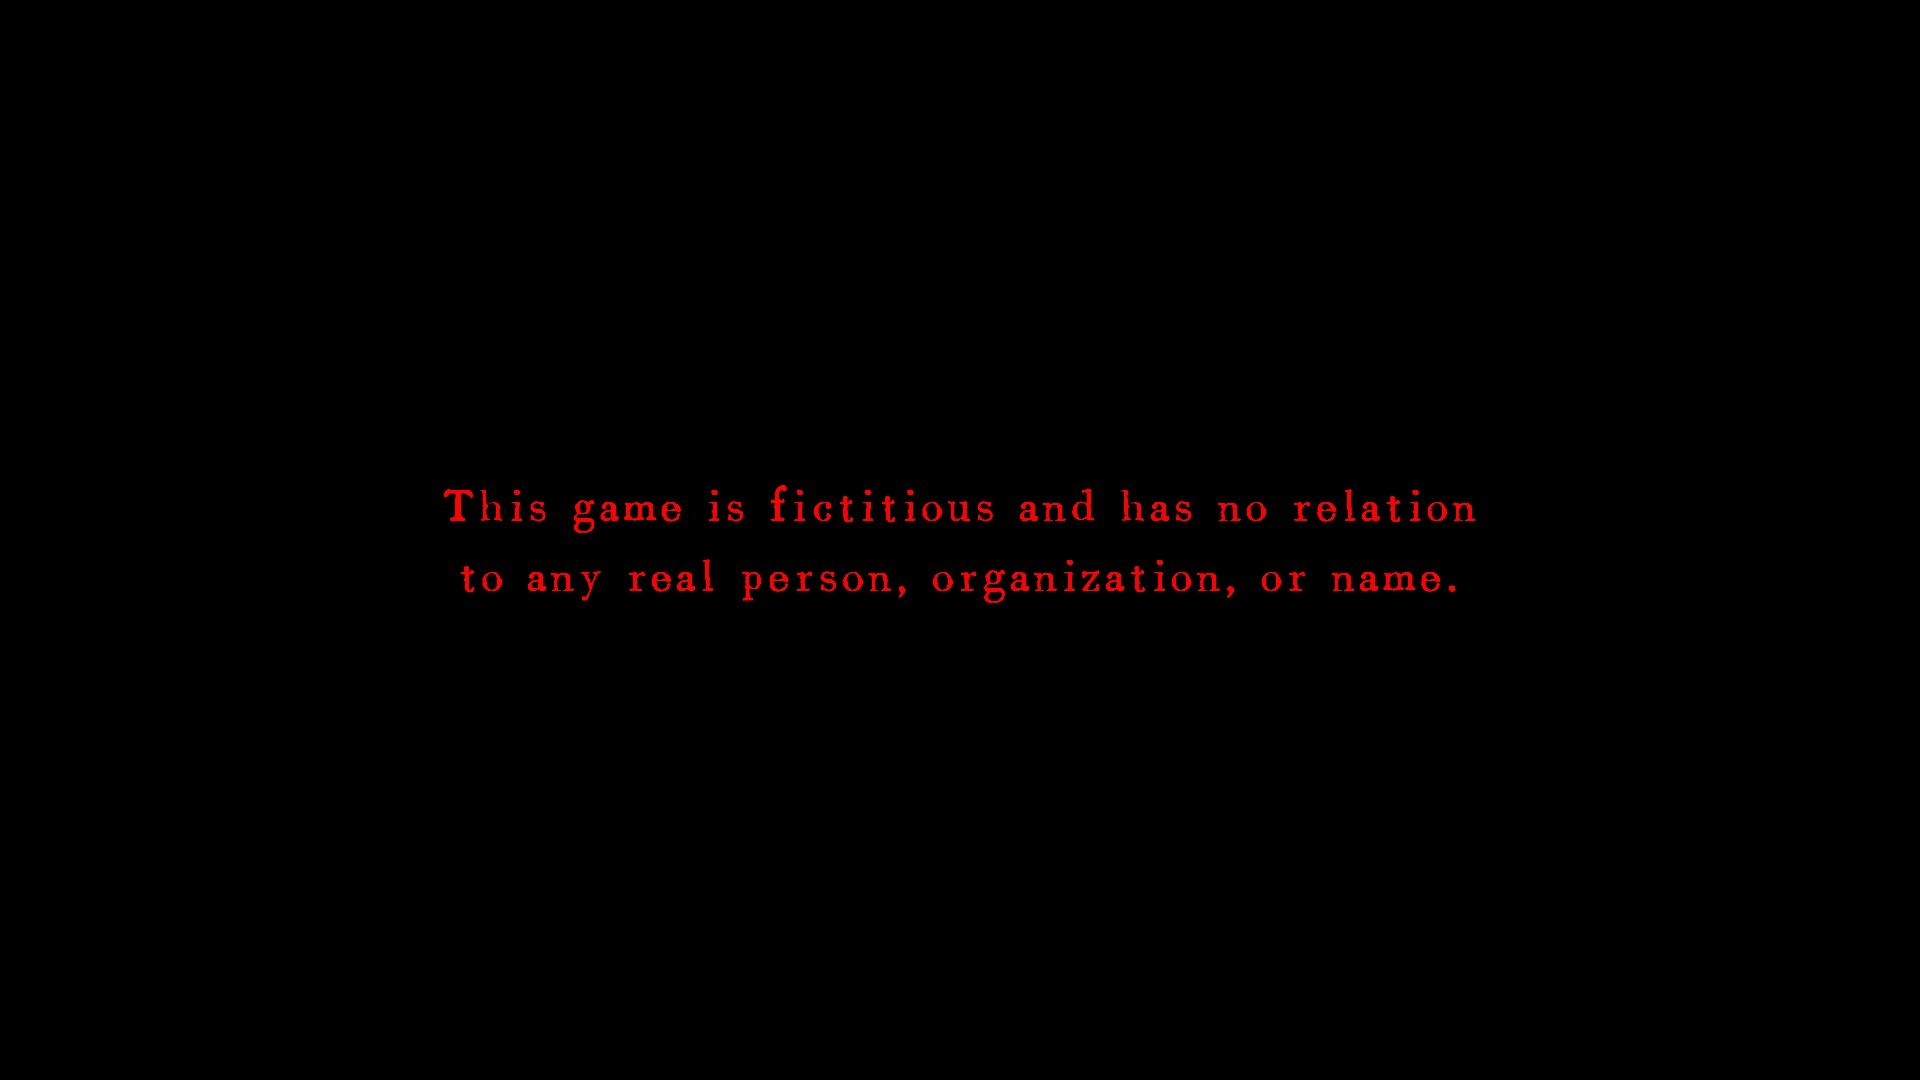 This game is fictitious and has no relation
to any real person, organization, or name.